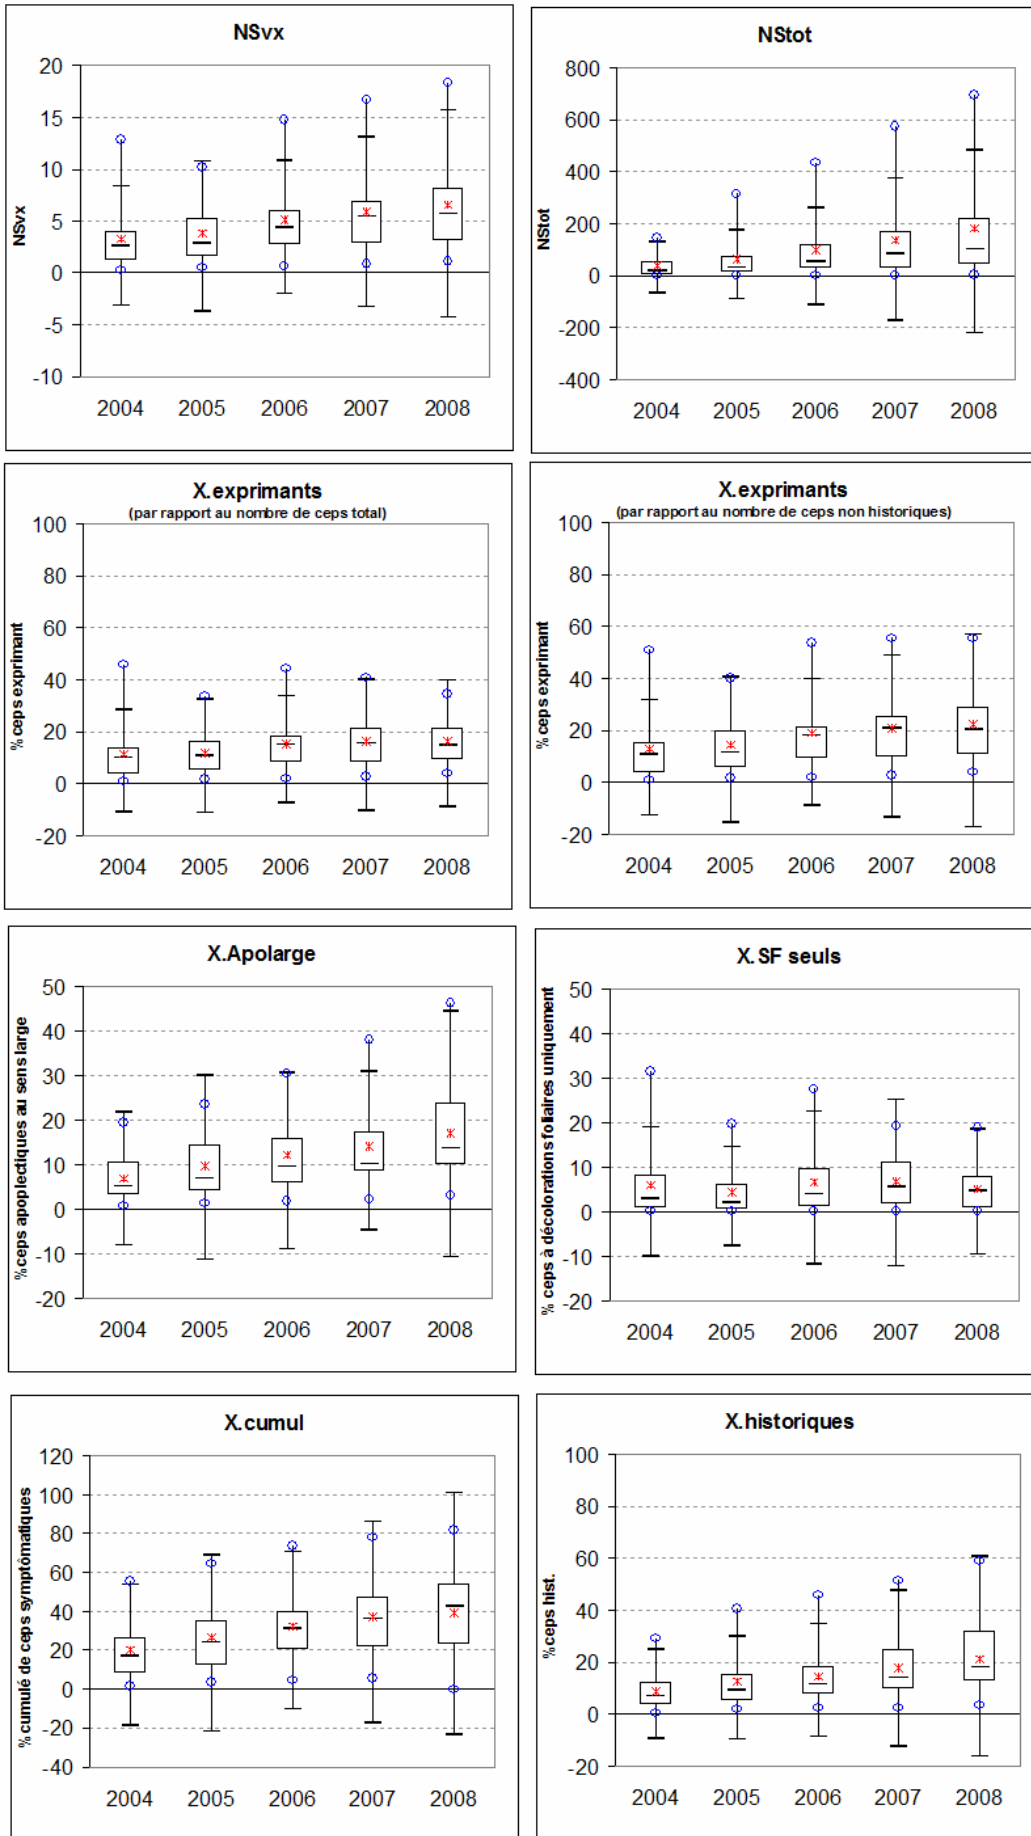 NSvx
NSvx
20
15
10
5
0
-5
-10
2004 2005 2006 2007 2008
NStot
NStot
800
600
400
200
0
-200
-400
2004 2005 2006 2007 2008
X.exprimants
(par rapport au nombre de ceps total)
% ceps exprimant
100
80
60
40
20
0
-20
2004 2005 2006 2007 2008
X.exprimants
(par rapport au nombre de ceps non historiques)
% ceps exprimant
100
80
60
40
20
0
-20
2004 2005 2006 2007 2008
X.Apolarge
% ceps apoplectiques au sens large
50
40
30
20
10
0
-10
-20
2004 2005 2006 2007 2008
X.SF seuls
% ceps à décolorations foliaires uniquement
50
40
30
20
10
0
-10
-20
2004 2005 2006 2007 2008
X.cumul
% cumulé de ceps symptômatiques
120
100
80
60
40
20
0
-20
-40
2004 2005 2006 2007 2008
X.historiques
% ceps hist.
100
80
60
40
20
0
-20
2004 2005 2006 2007 2008